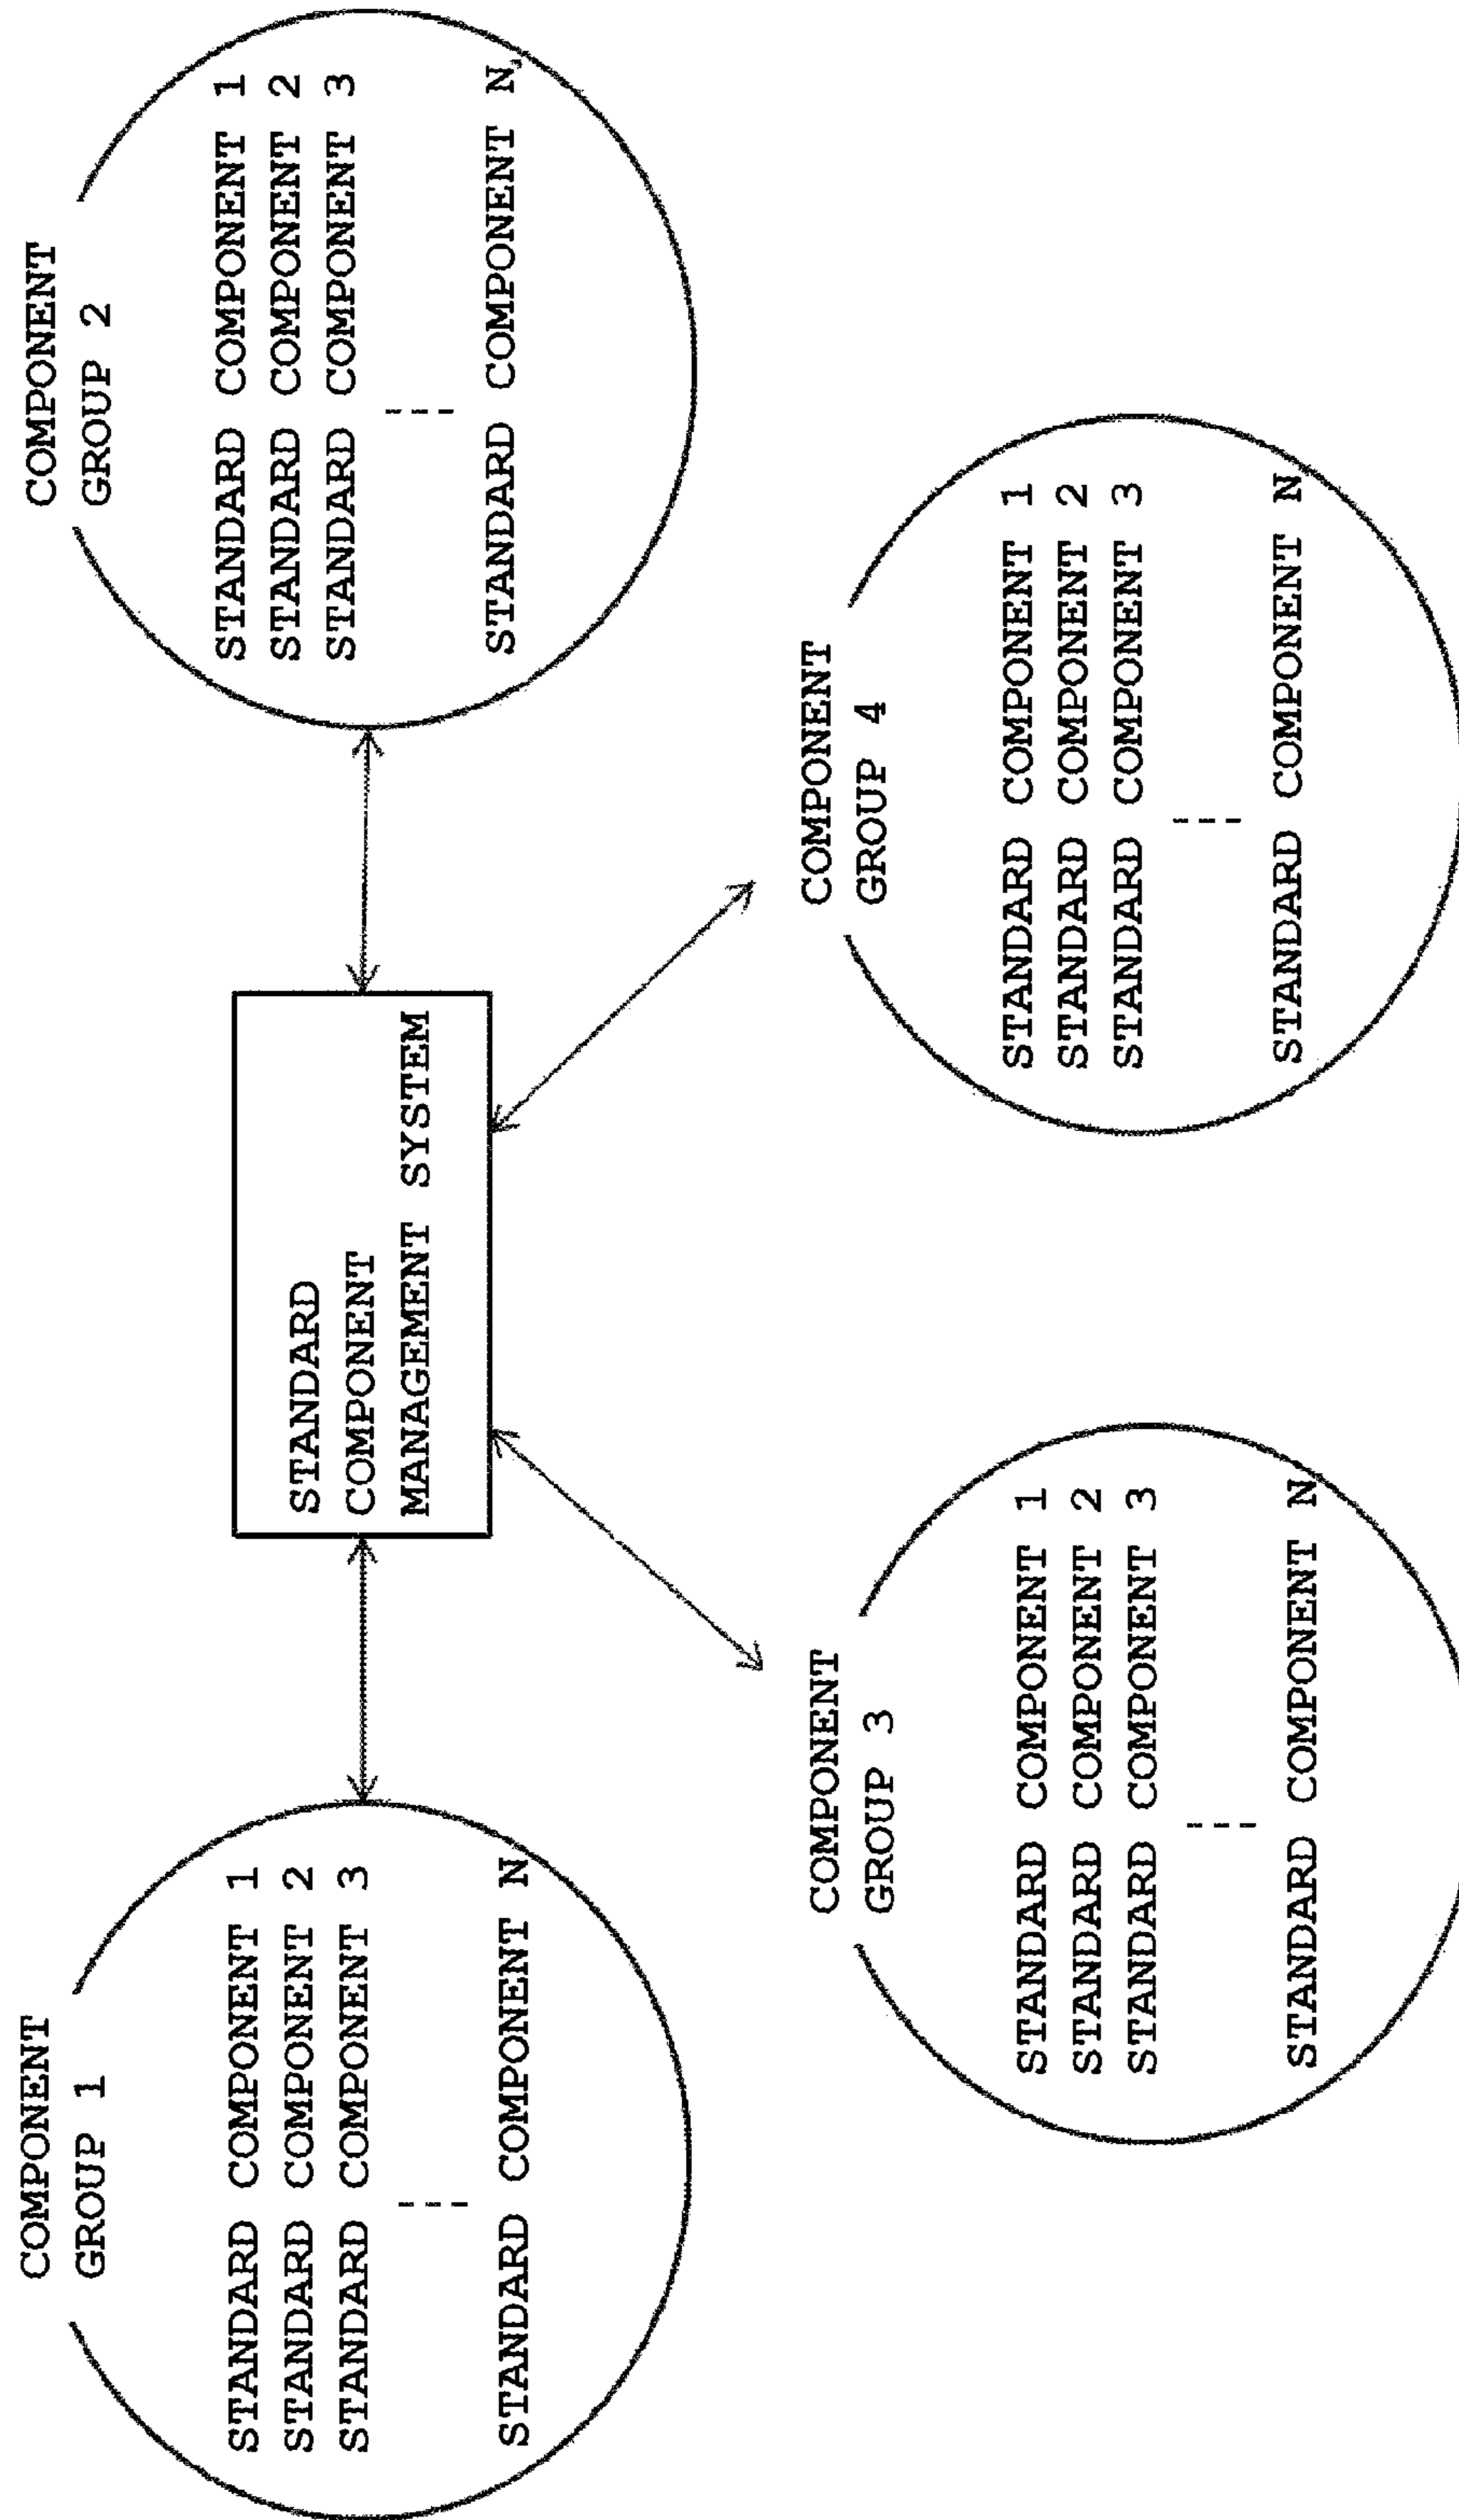 COMPONENT
GROUP 1
STANDARD COMPONENT 1
STANDARD COMPONENT 2
STANDARD COMPONENT 3
---
STANDARD COMPONENT N
STANDARD
COMPONENT
MANAGEMENT SYSTEM
COMPONENT
GROUP 2
STANDARD COMPONENT 1
STANDARD COMPONENT 2
STANDARD COMPONENT 3
---
STANDARD COMPONENT N
COMPONENT
GROUP 3
STANDARD COMPONENT 1
STANDARD COMPONENT 2
STANDARD COMPONENT 3
---
STANDARD COMPONENT N
COMPONENT
GROUP 4
STANDARD COMPONENT 1
STANDARD COMPONENT 2
STANDARD COMPONENT 3
---
STANDARD COMPONENT N